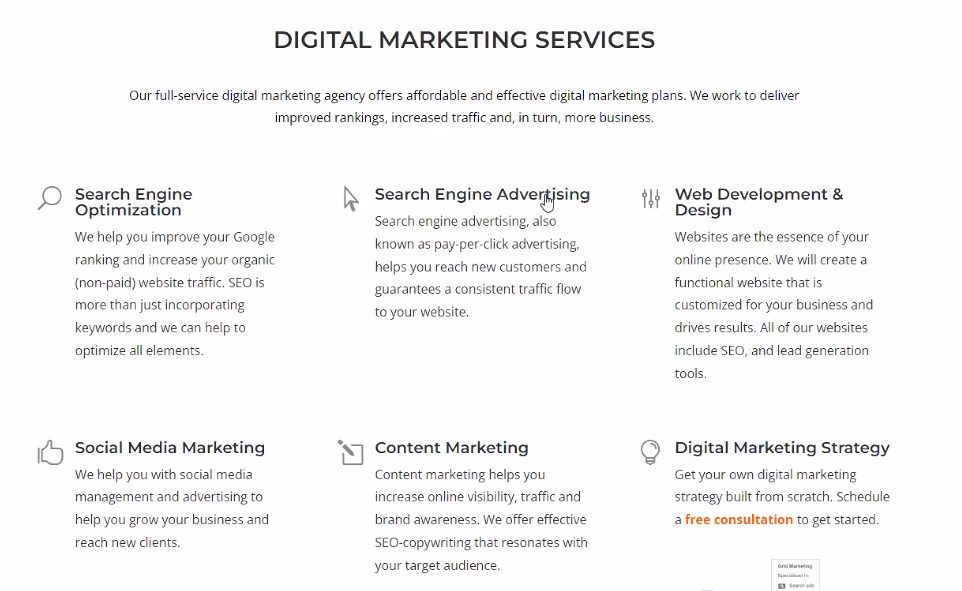 DIGITAL MARKETING SERVICES
Our full-service digital marketing agency offers affordable and effective digital marketing plans. We work to deliver
improved rankings, increased traffic and, in turn, more business.
Search Engine
Optimization
We help you improve your Google
ranking and increase your organic
(non-paid) website traffic. SEO is
more than just incorporating
keywords and we can help to
optimize all elements.
Search Engine Advertising
Search engine advertising, also
known as pay-per-click advertising,
helps you reach new customers and
guarantees a consistent traffic flow
to your website.
Web Development &
Design
Websites are the essence of your
online presence. We will create a
functional website that is
customized for your business and
drives results. All of our websites
include SEO, and lead generation
tools.
Social Media Marketing
We help you with social media
management and advertising to
help you grow your business and
reach new clients.
Content Marketing
Content marketing helps you
increase online visibility, traffic and
brand awareness. We offer effective
SEO-copywriting that resonates with
your target audience.
Digital Marketing Strategy
Get your own digital marketing
strategy built from scratch. Schedule
a free consultation to get started.
Marketing
Specialised in
Search ads